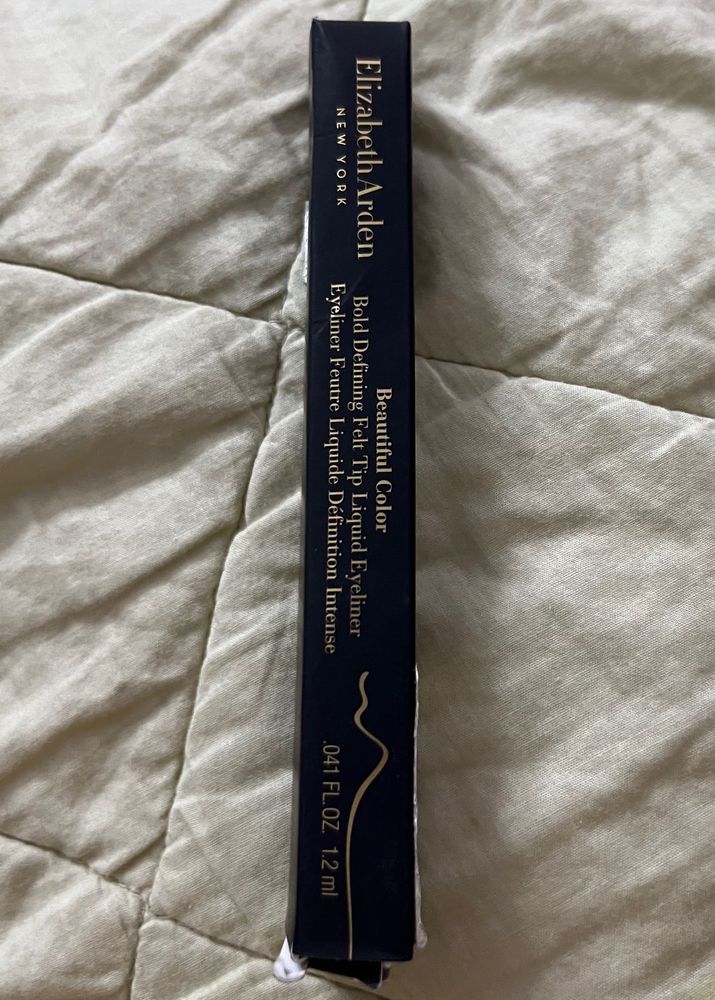 Elizabeth Arden
NEW YORK
Beautiful Color
Bold Defining Felt Tip Liquid Eyeliner
Eyeliner Feutre Liquide Définition Intense
.041 FL.OZ. 1.2 ml